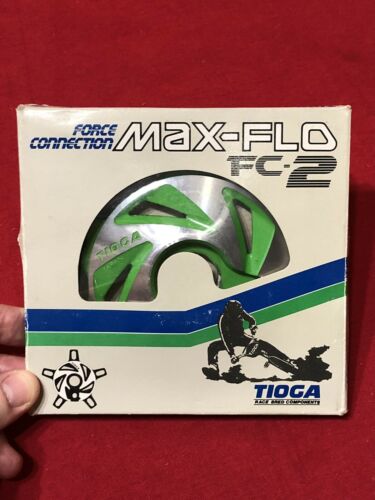 FORCE
CONNECTION
MAX-FLO
FC-2
TIOGA
TIOGA
RACE BRED COMPONENTS